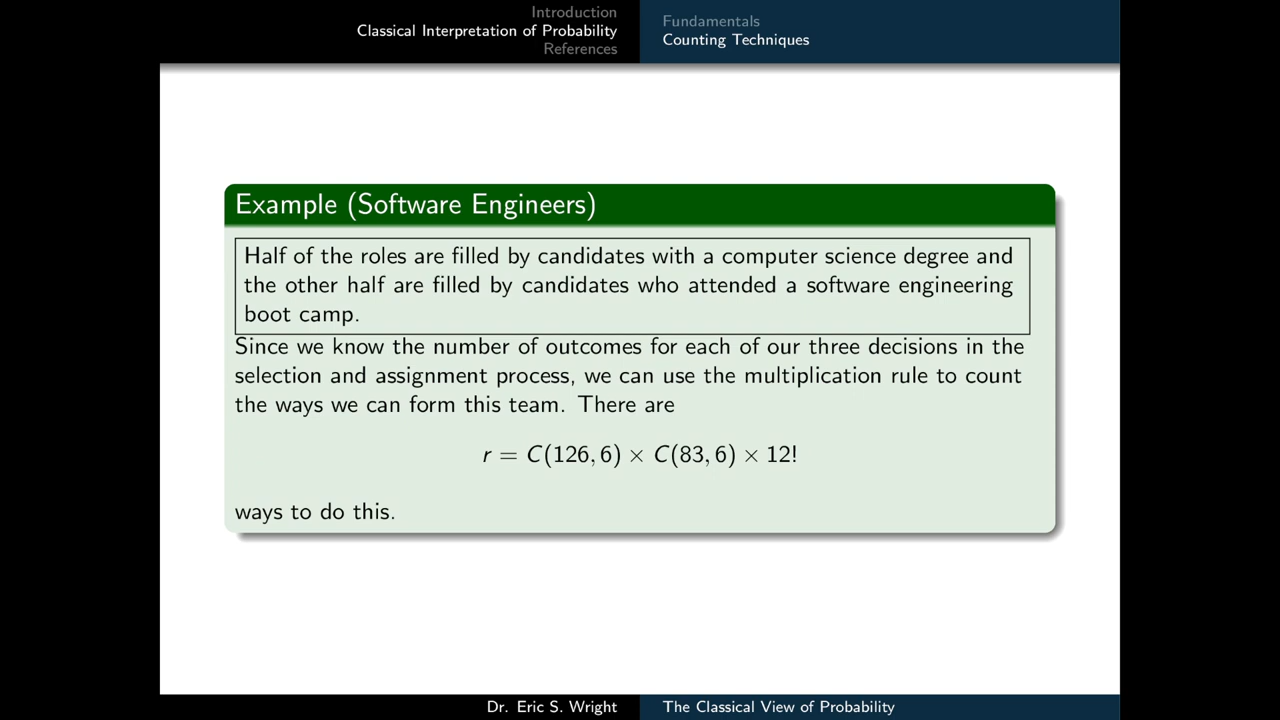 Introduction
Classical Interpretation of Probability
References
Fundamentals
Counting Techniques
Example (Software Engineers)
Half of the roles are filled by candidates with a computer science degree and
the other half are filled by candidates who attended a software engineering
boot camp.
Since we know the number of outcomes for each of our three decisions in the
selection and assignment process, we can use the multiplication rule to count
the ways we can form this team. There are
r = C(126, 6) × C(83, 6) × 12!
ways to do this.
Dr. Eric S. Wright
The Classical View of Probability